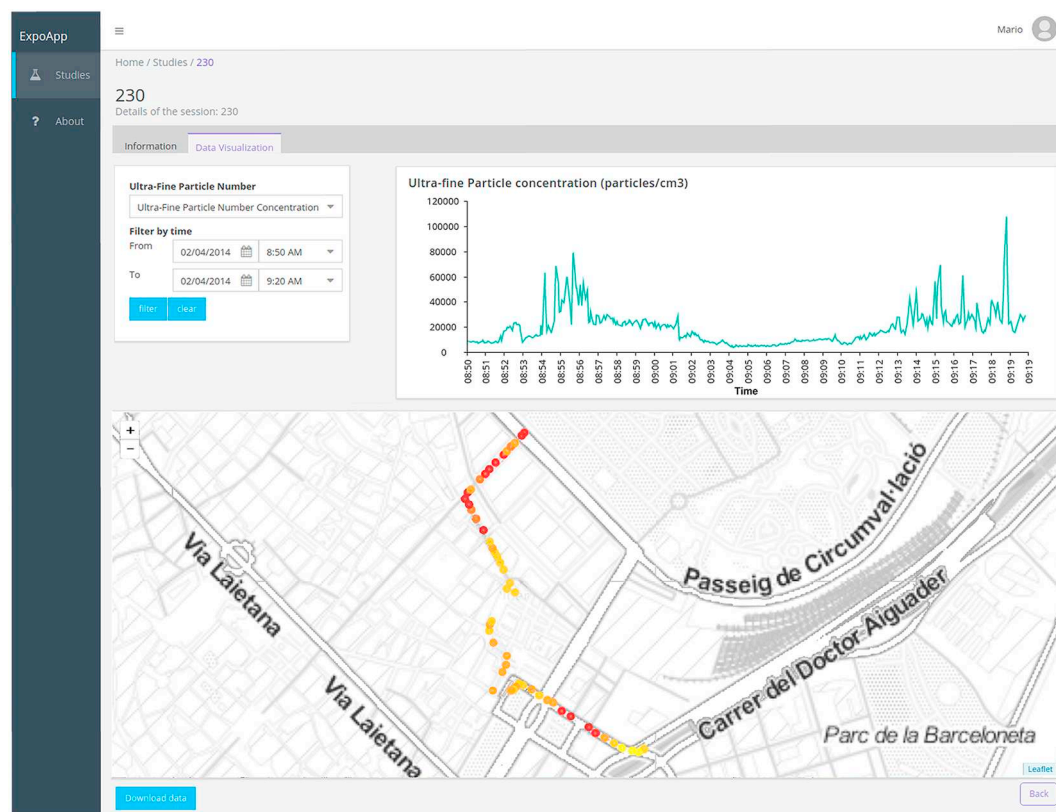 ExpoApp
Mario
Studies
? About
Home / Studies / 230
230
Details of the session: 230
Information
Data Visualization
Ultra-Fine Particle Number
Ultra-Fine Particle Number Concentration
Filter by time
From
02/04/2014
8:50 AM
To
02/04/2014
9:20 AM
filter
clear
Ultra-fine Particle concentration (particles/cm3)
120000
100000
80000
60000
40000
20000
0
08:50
08:51
08:52
08:53
08:54
08:55
08:56
08:57
08:58
08:59
09:00
09:01
09:02
09:03
09:04
09:05
09:06
09:07
09:08
09:09
09:10
09:11
09:12
09:13
09:14
09:15
09:16
09:17
09:18
09:19
09:19
Time
+
−
Via Laietana
Via Laietana
Passeig de Circumval·lació
Carrer del Doctor Aiguader
Parc de la Barceloneta
Leaflet
Download data
Back